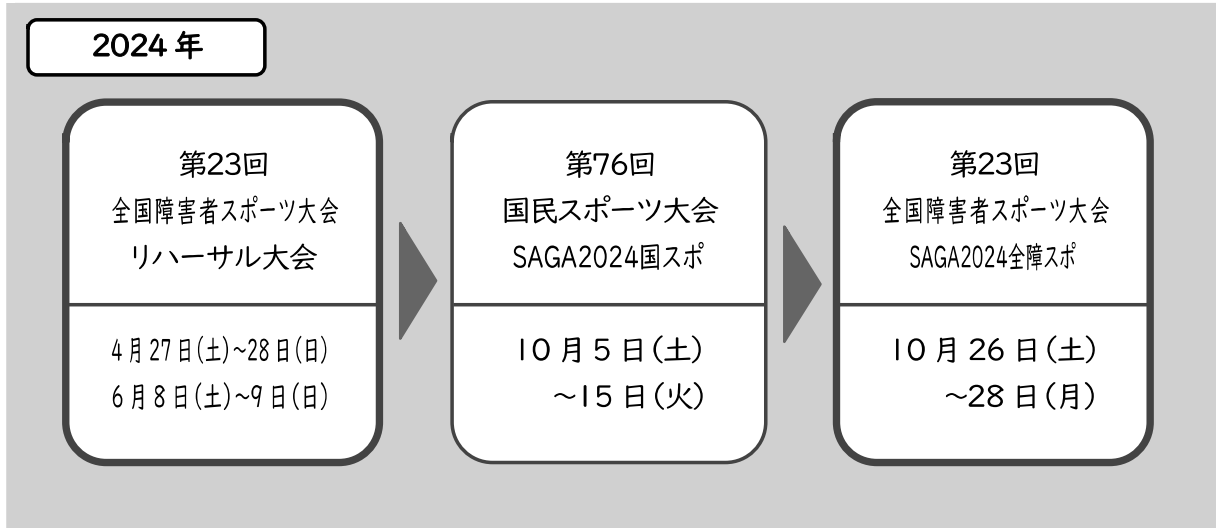 2024 年
第23回
全国障害者スポーツ大会
リハーサル大会
4月27日(土)~28日(日)
6月8日(土)~9日(日)
第76回
国民スポーツ大会
SAGA2024国スポ
10月5日(土)
～15日(火)
第23回
全国障害者スポーツ大会
SAGA2024全障スポ
10月26日(土)
～28日(月)